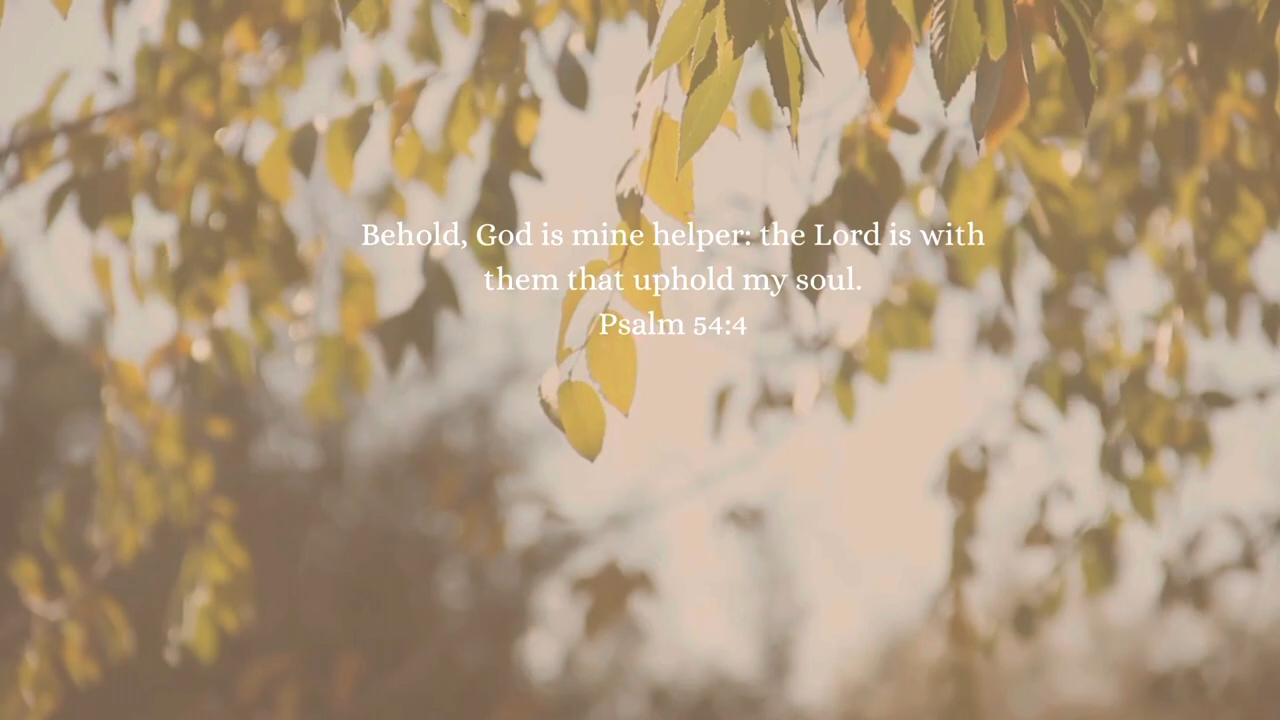 Behold, God is mine helper: the Lord is with
them that uphold my soul.
Psalm 54:4